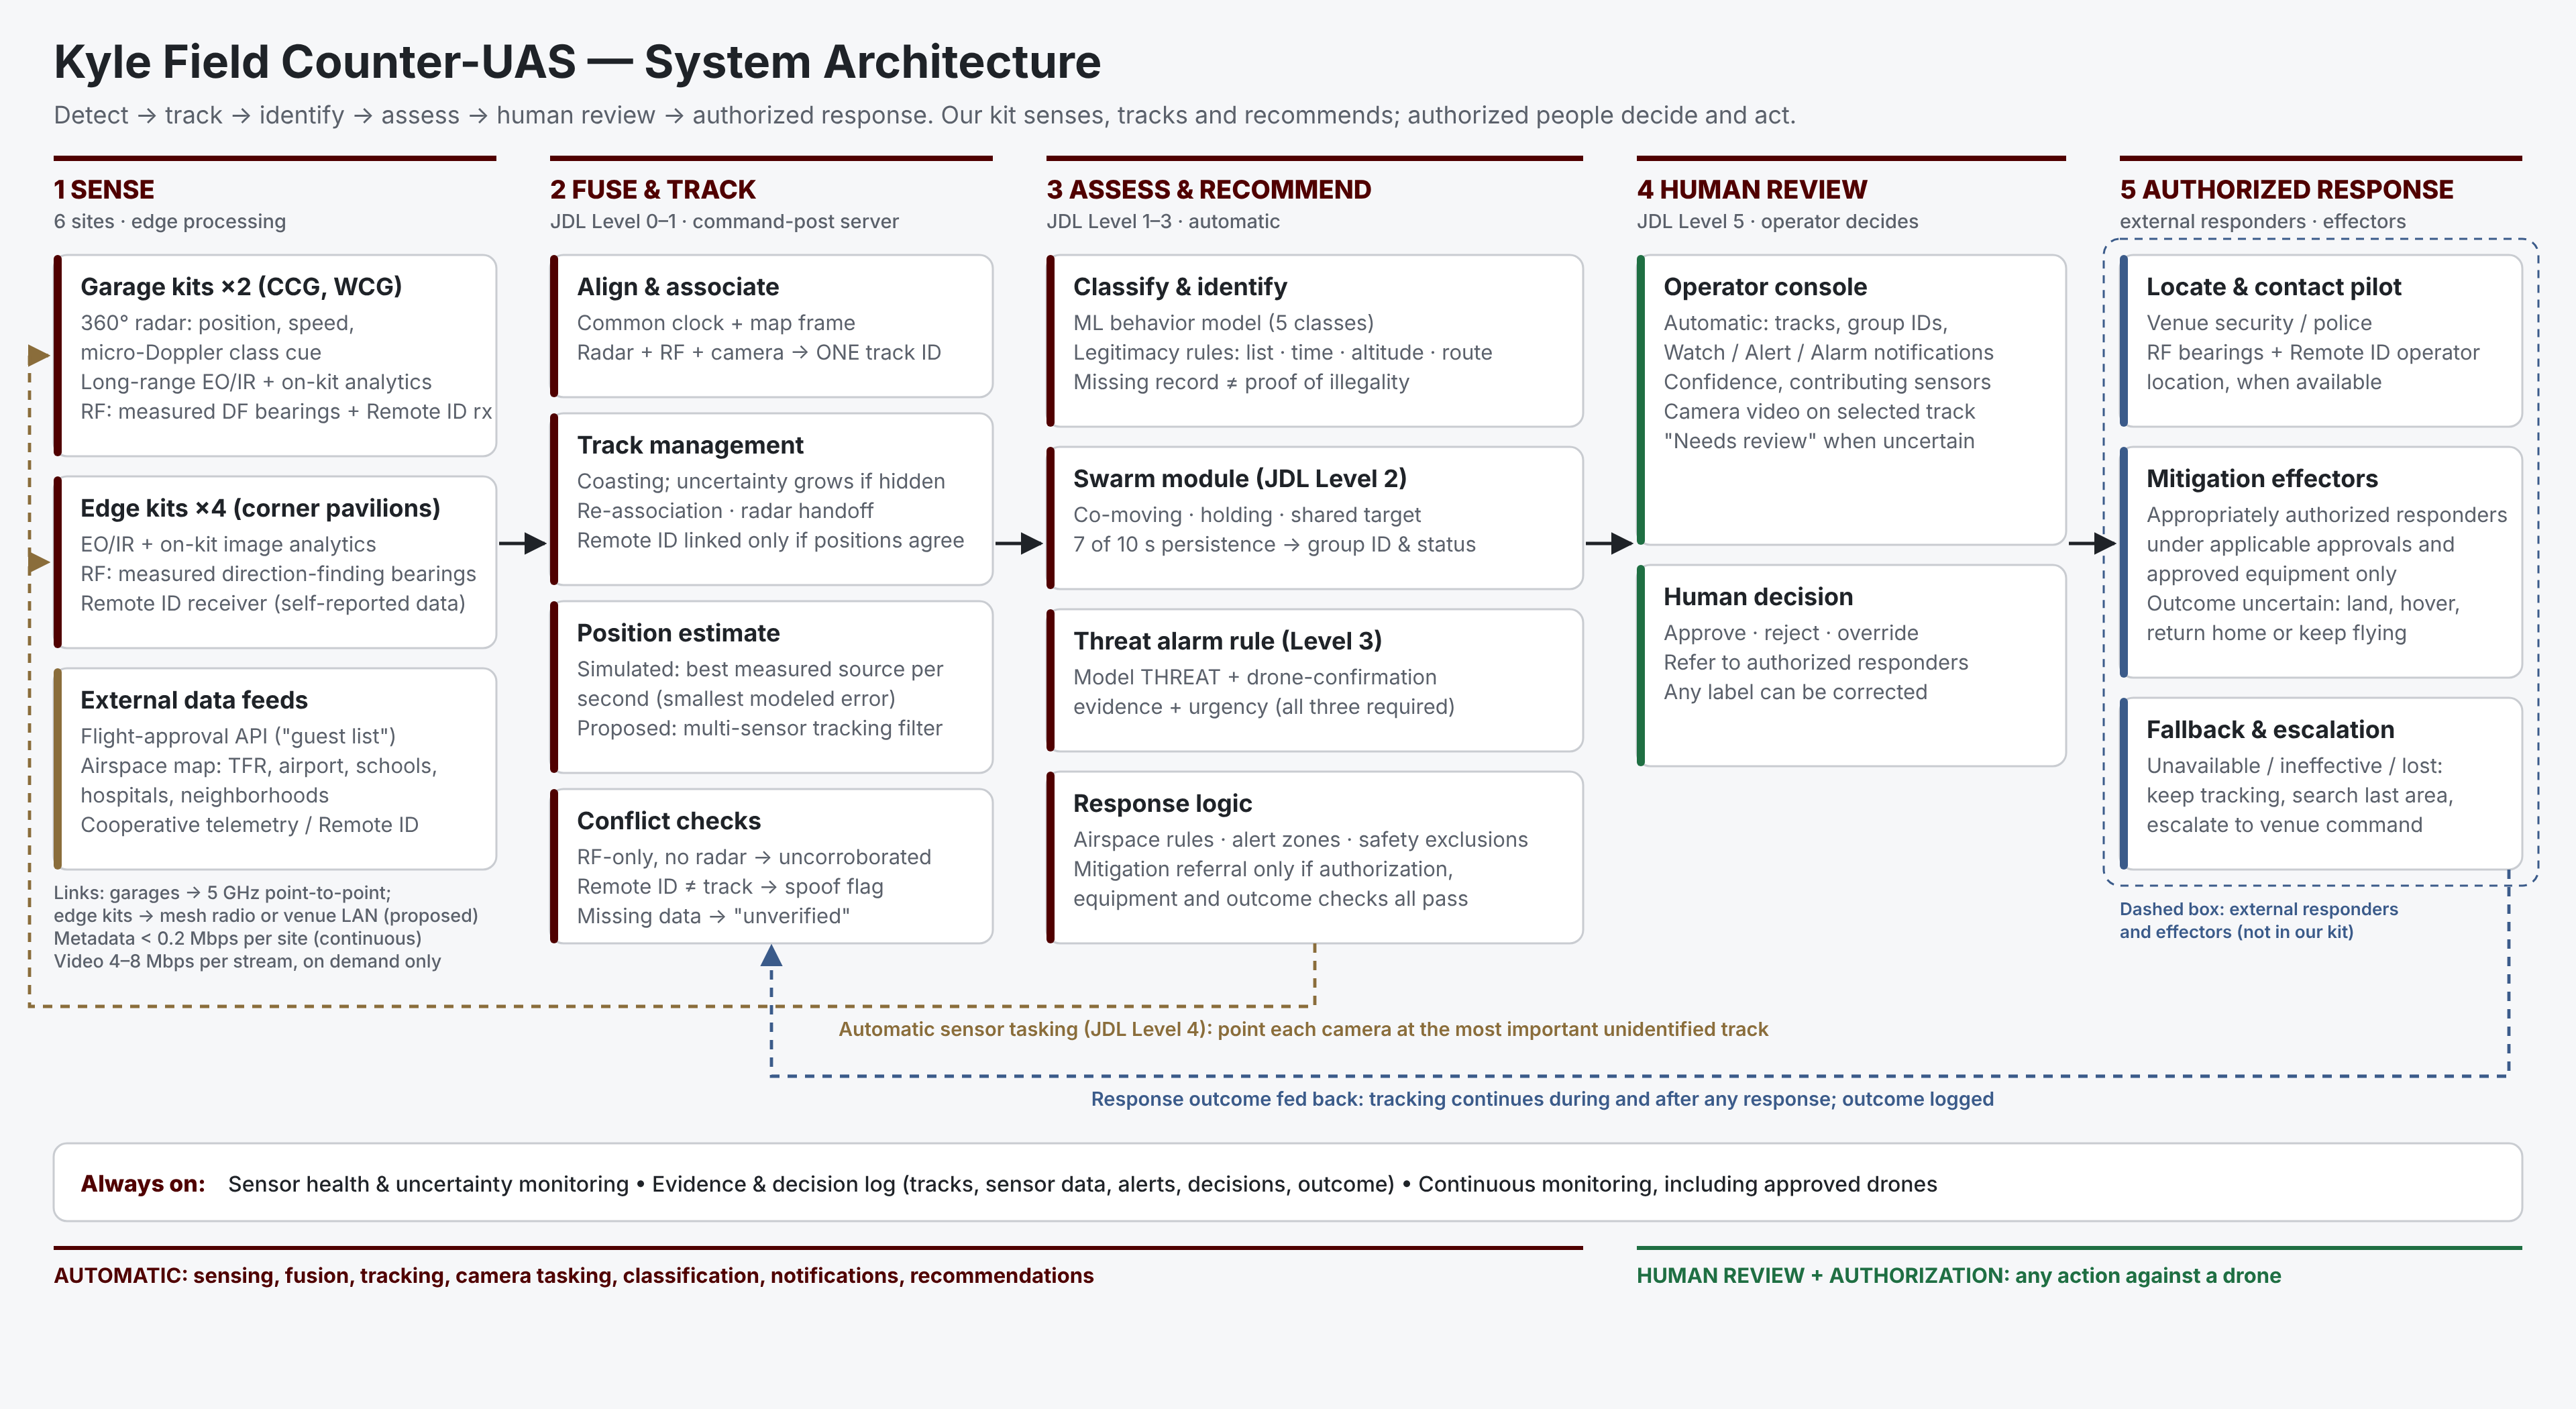 Kyle Field Counter-UAS — System Architecture
Detect → track → identify → assess → human review → authorized response. Our kit senses, tracks and recommends; authorized people decide and act.
1 SENSE
6 sites · edge processing
Garage kits ×2 (CCG, WCG)
360° radar: position, speed,
micro-Doppler class cue
Long-range EO/IR + on-kit analytics
RF: measured DF bearings + Remote ID rx
Edge kits ×4 (corner pavilions)
EO/IR + on-kit image analytics
RF: measured direction-finding bearings
Remote ID receiver (self-reported data)
External data feeds
Flight-approval API ("guest list")
Airspace map: TFR, airport, schools,
hospitals, neighborhoods
Cooperative telemetry / Remote ID
Links: garages → 5 GHz point-to-point;
edge kits → mesh radio or venue LAN (proposed)
Metadata < 0.2 Mbps per site (continuous)
Video 4–8 Mbps per stream, on demand only
2 FUSE & TRACK
JDL Level 0–1 · command-post server
Align & associate
Common clock + map frame
Radar + RF + camera → ONE track ID
Track management
Coasting; uncertainty grows if hidden
Re-association · radar handoff
Remote ID linked only if positions agree
Position estimate
Simulated: best measured source per
second (smallest modeled error)
Proposed: multi-sensor tracking filter
Conflict checks
RF-only, no radar → uncorroborated
Remote ID ≠ track → spoof flag
Missing data → "unverified"
3 ASSESS & RECOMMEND
JDL Level 1–3 · automatic
Classify & identify
ML behavior model (5 classes)
Legitimacy rules: list · time · altitude · route
Missing record ≠ proof of illegality
Swarm module (JDL Level 2)
Co-moving · holding · shared target
7 of 10 s persistence → group ID & status
Threat alarm rule (Level 3)
Model THREAT + drone-confirmation
evidence + urgency (all three required)
Response logic
Airspace rules · alert zones · safety exclusions
Mitigation referral only if authorization,
equipment and outcome checks all pass
4 HUMAN REVIEW
JDL Level 5 · operator decides
Operator console
Automatic: tracks, group IDs,
Watch / Alert / Alarm notifications
Confidence, contributing sensors
Camera video on selected track
"Needs review" when uncertain
Human decision
Approve · reject · override
Refer to authorized responders
Any label can be corrected
5 AUTHORIZED RESPONSE
external responders · effectors
Locate & contact pilot
Venue security / police
RF bearings + Remote ID operator
location, when available
Mitigation effectors
Appropriately authorized responders
under applicable approvals and
approved equipment only
Outcome uncertain: land, hover,
return home or keep flying
Fallback & escalation
Unavailable / ineffective / lost:
keep tracking, search last area,
escalate to venue command
Dashed box: external responders
and effectors (not in our kit)
Automatic sensor tasking (JDL Level 4): point each camera at the most important unidentified track
Response outcome fed back: tracking continues during and after any response; outcome logged
Always on: Sensor health & uncertainty monitoring • Evidence & decision log (tracks, sensor data, alerts, decisions, outcome) • Continuous monitoring, including approved drones
AUTOMATIC: sensing, fusion, tracking, camera tasking, classification, notifications, recommendations
HUMAN REVIEW + AUTHORIZATION: any action against a drone